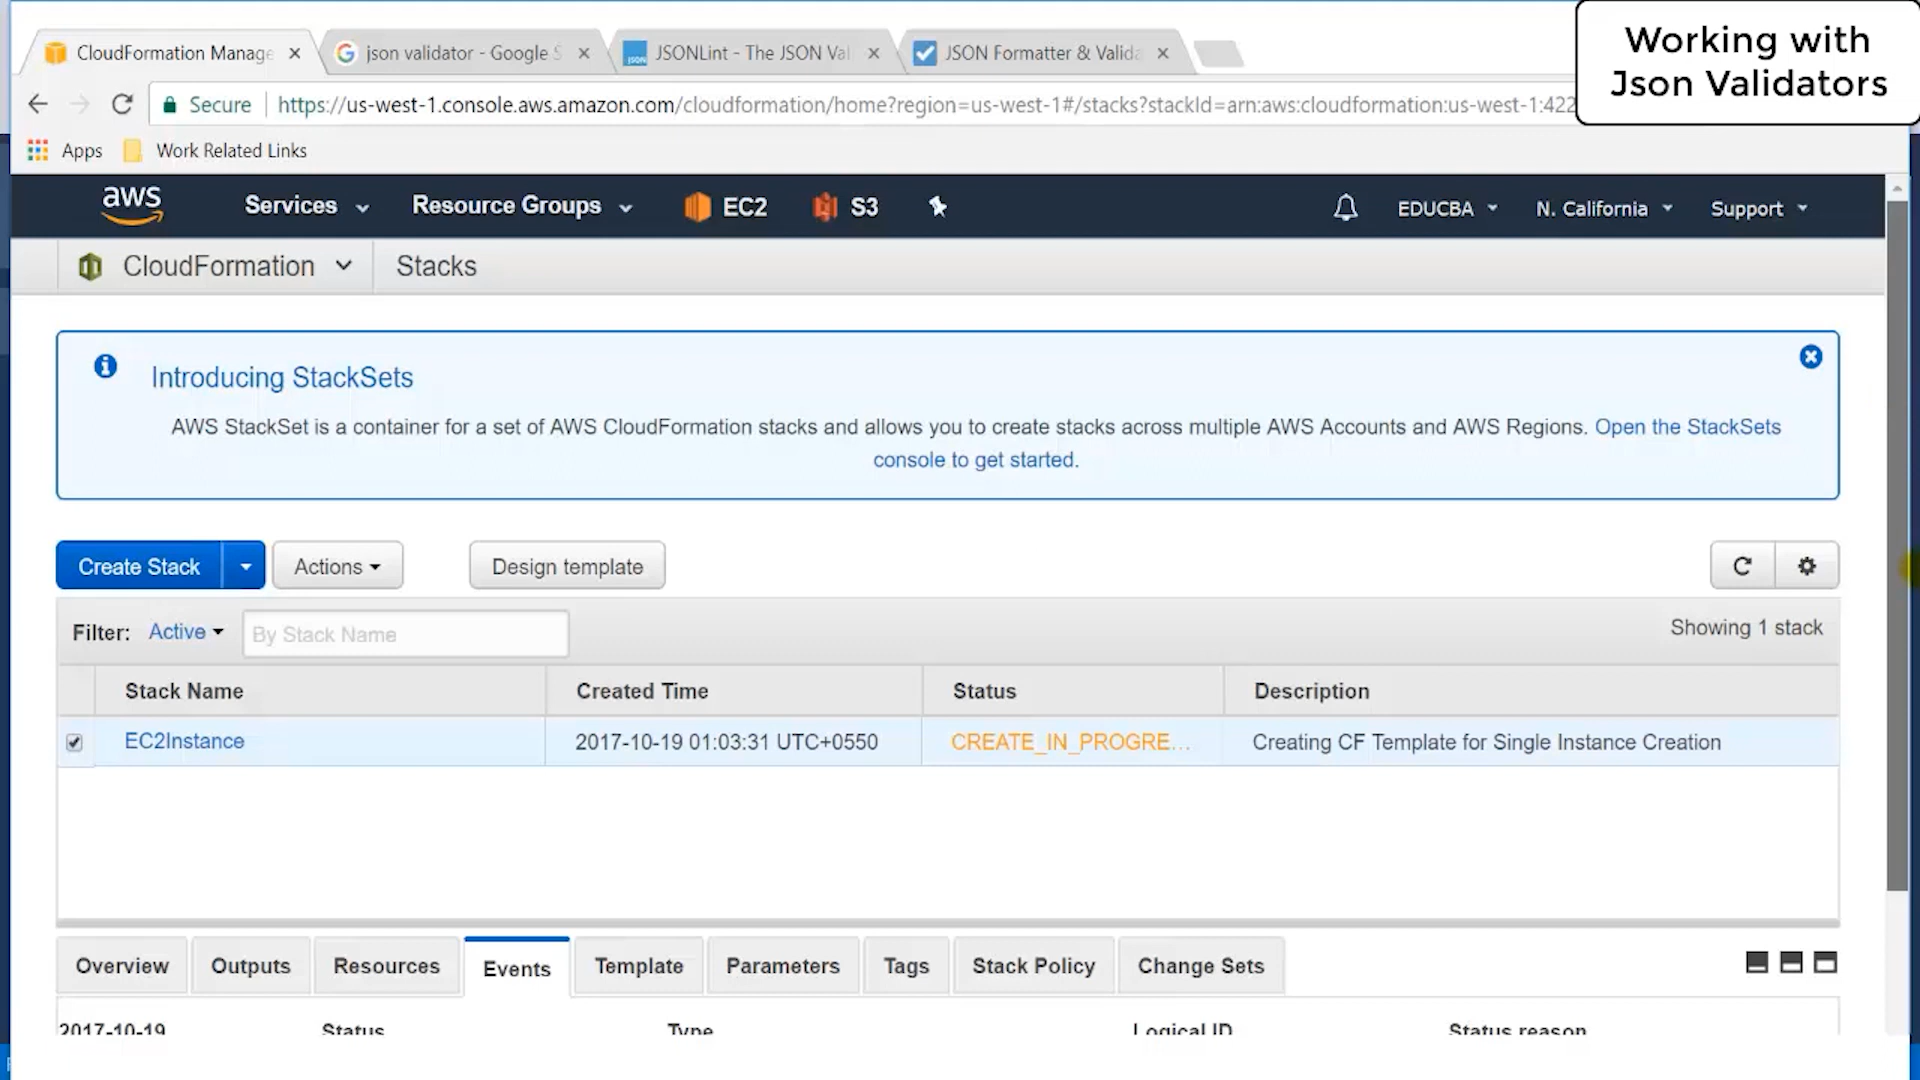 CloudFormation Manage
json validator - Google S
JSONLint - The JSON Val
JSON Formatter & Valida
Working with
Json Validators
Secure
https://us-west-1.console.aws.amazon.com/cloudformation/home?region=us-west-1#/stacks?stackId=arn:aws:cloudformation:us-west-1:422
Apps
Work Related Links
aws
Services
Resource Groups
EC2
S3
EDUCBA
N. California
Support
CloudFormation
Stacks
Introducing StackSets
AWS StackSet is a container for a set of AWS CloudFormation stacks and allows you to create stacks across multiple AWS Accounts and AWS Regions. Open the StackSets
console to get started.
Create Stack
Actions
Design template
Filter: Active
By Stack Name
Showing 1 stack
Stack Name
Created Time
Status
Description
EC2Instance
2017-10-19 01:03:31 UTC+0550
CREATE_IN_PROGRE...
Creating CF Template for Single Instance Creation
Overview
Outputs
Resources
Events
Template
Parameters
Tags
Stack Policy
Change Sets
2017-10-19
Status
Type
Logical ID
Status reason